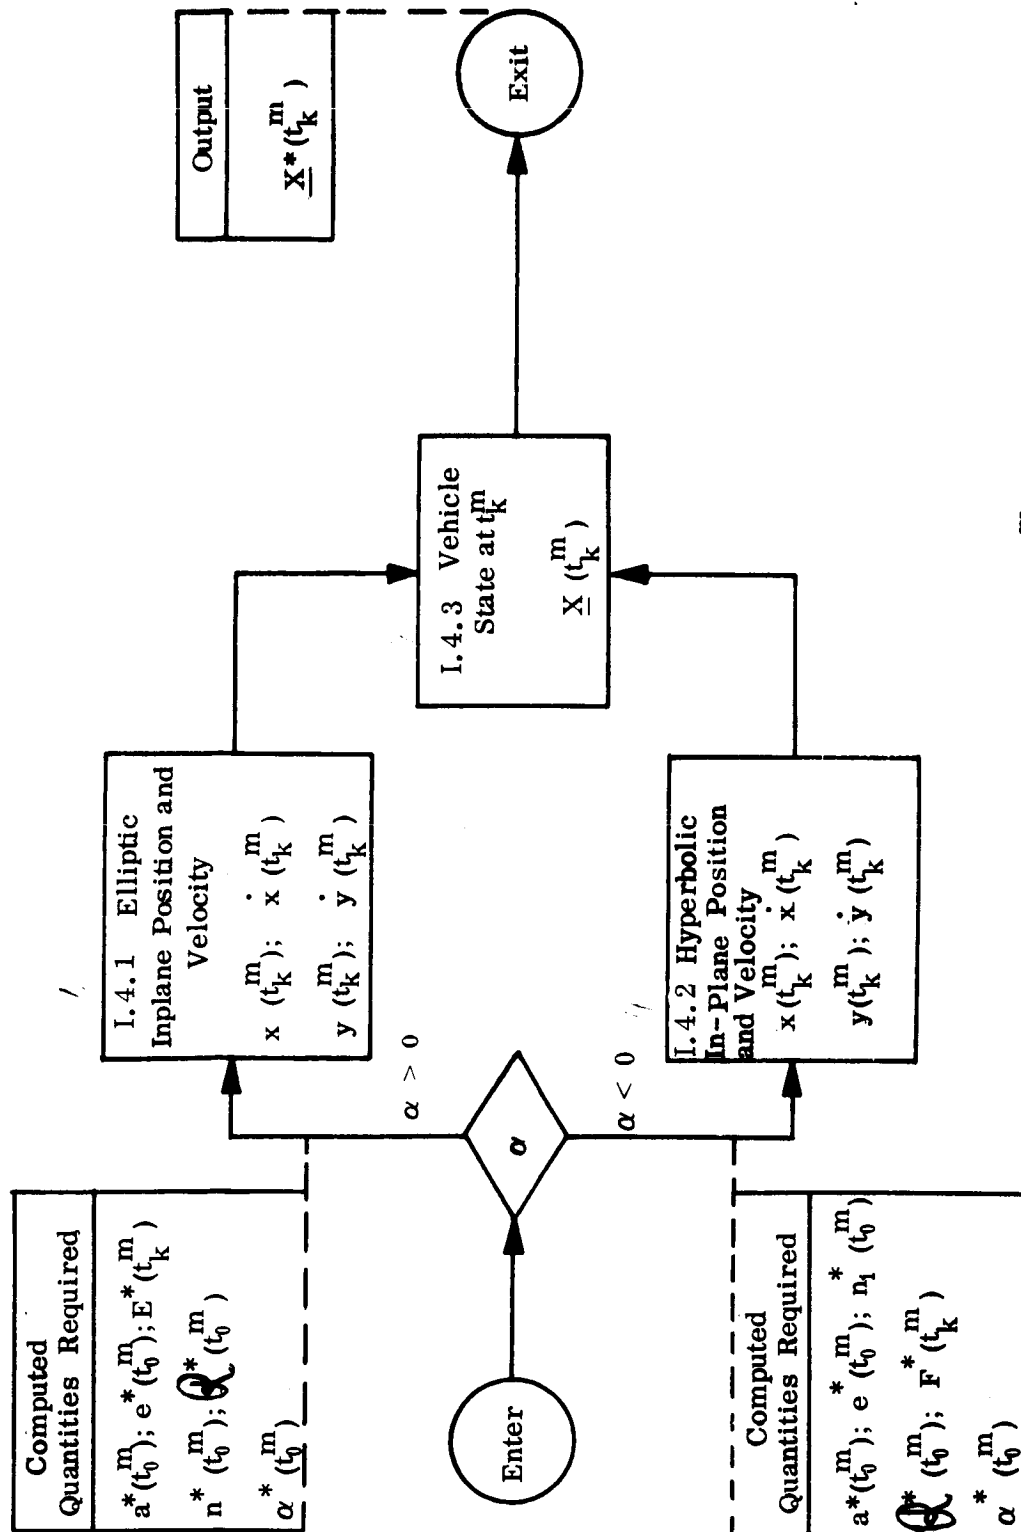 Computed
Quantities Required
a*(t₀ᵐ); e*(t₀ᵐ); E*(tₖᵐ)
n*(t₀ᵐ); ℛ*(t₀ᵐ)
α*(t₀ᵐ)
Enter
α
α > 0
α < 0
Computed
Quantities Required
a*(t₀ᵐ); e*(t₀ᵐ); n₁*(t₀ᵐ)
ℛ*(t₀ᵐ); F*(tₖᵐ)
α*(t₀ᵐ)
I.4.1 Elliptic
Inplane Position and
Velocity
x (tₖᵐ); ẋ (tₖᵐ)
y (tₖᵐ); ẏ (tₖᵐ)
I.4.2 Hyperbolic
In-Plane Position
and Velocity
x(tₖᵐ); ẋ(tₖᵐ)
y(tₖᵐ); ẏ(tₖᵐ)
I.4.3 Vehicle
State at tₖᵐ
X (tₖᵐ)
Output
X*(tₖᵐ)
Exit